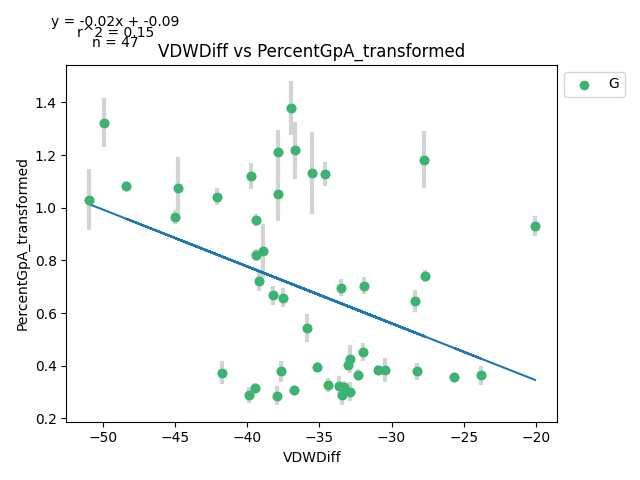 y = -0.02x + -0.09
r^2 = 0.15
n = 47
VDWDiff vs PercentGpA_transformed
G
PercentGpA_transformed
1.4
1.2
1.0
0.8
0.6
0.4
0.2
−50
−45
−40
−35
−30
−25
−20
VDWDiff